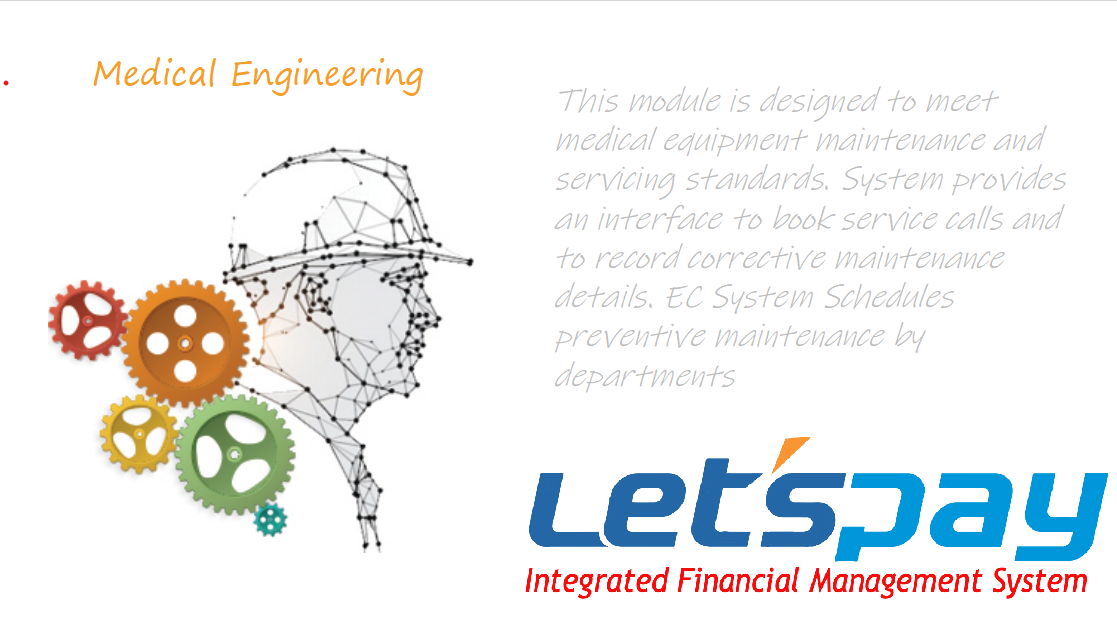 Medical Engineering
This module is designed to meet
medical equipment maintenance and
servicing standards. System provides
an interface to book service calls and
to record corrective maintenance
details. EC System Schedules
preventive maintenance by
departments
Let'spay
Integrated Financial Management System